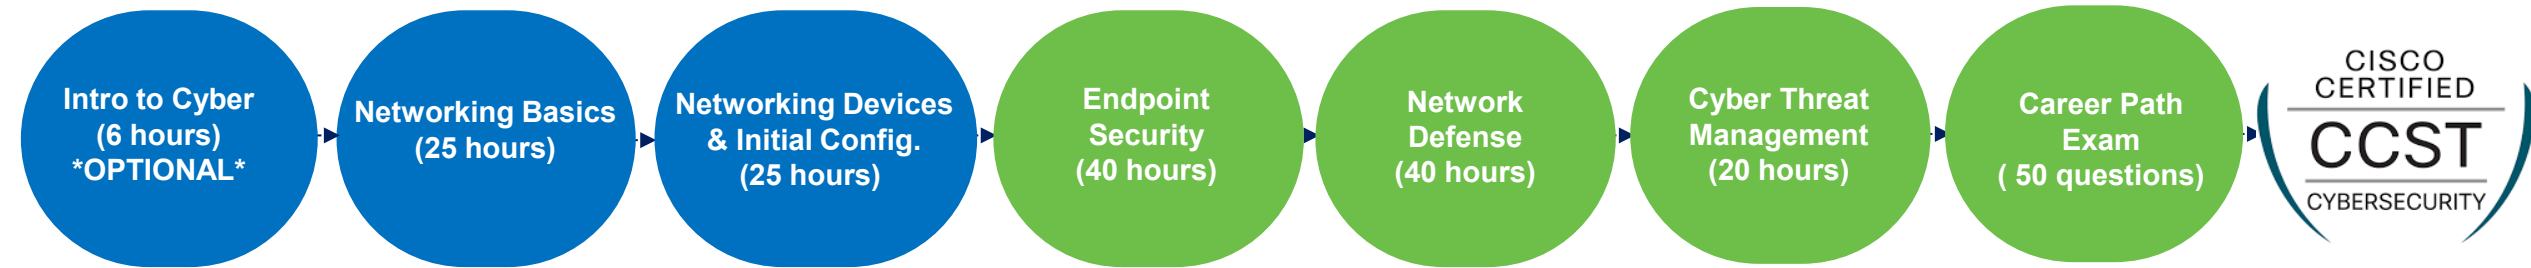 Intro to Cyber
(6 hours)
*OPTIONAL*
Networking Basics
(25 hours)
Networking Devices
& Initial Config.
(25 hours)
Endpoint
Security
(40 hours)
Network
Defense
(40 hours)
Cyber Threat
Management
(20 hours)
Career Path
Exam
( 50 questions)
CISCO
CERTIFIED
CCST
CYBERSECURITY